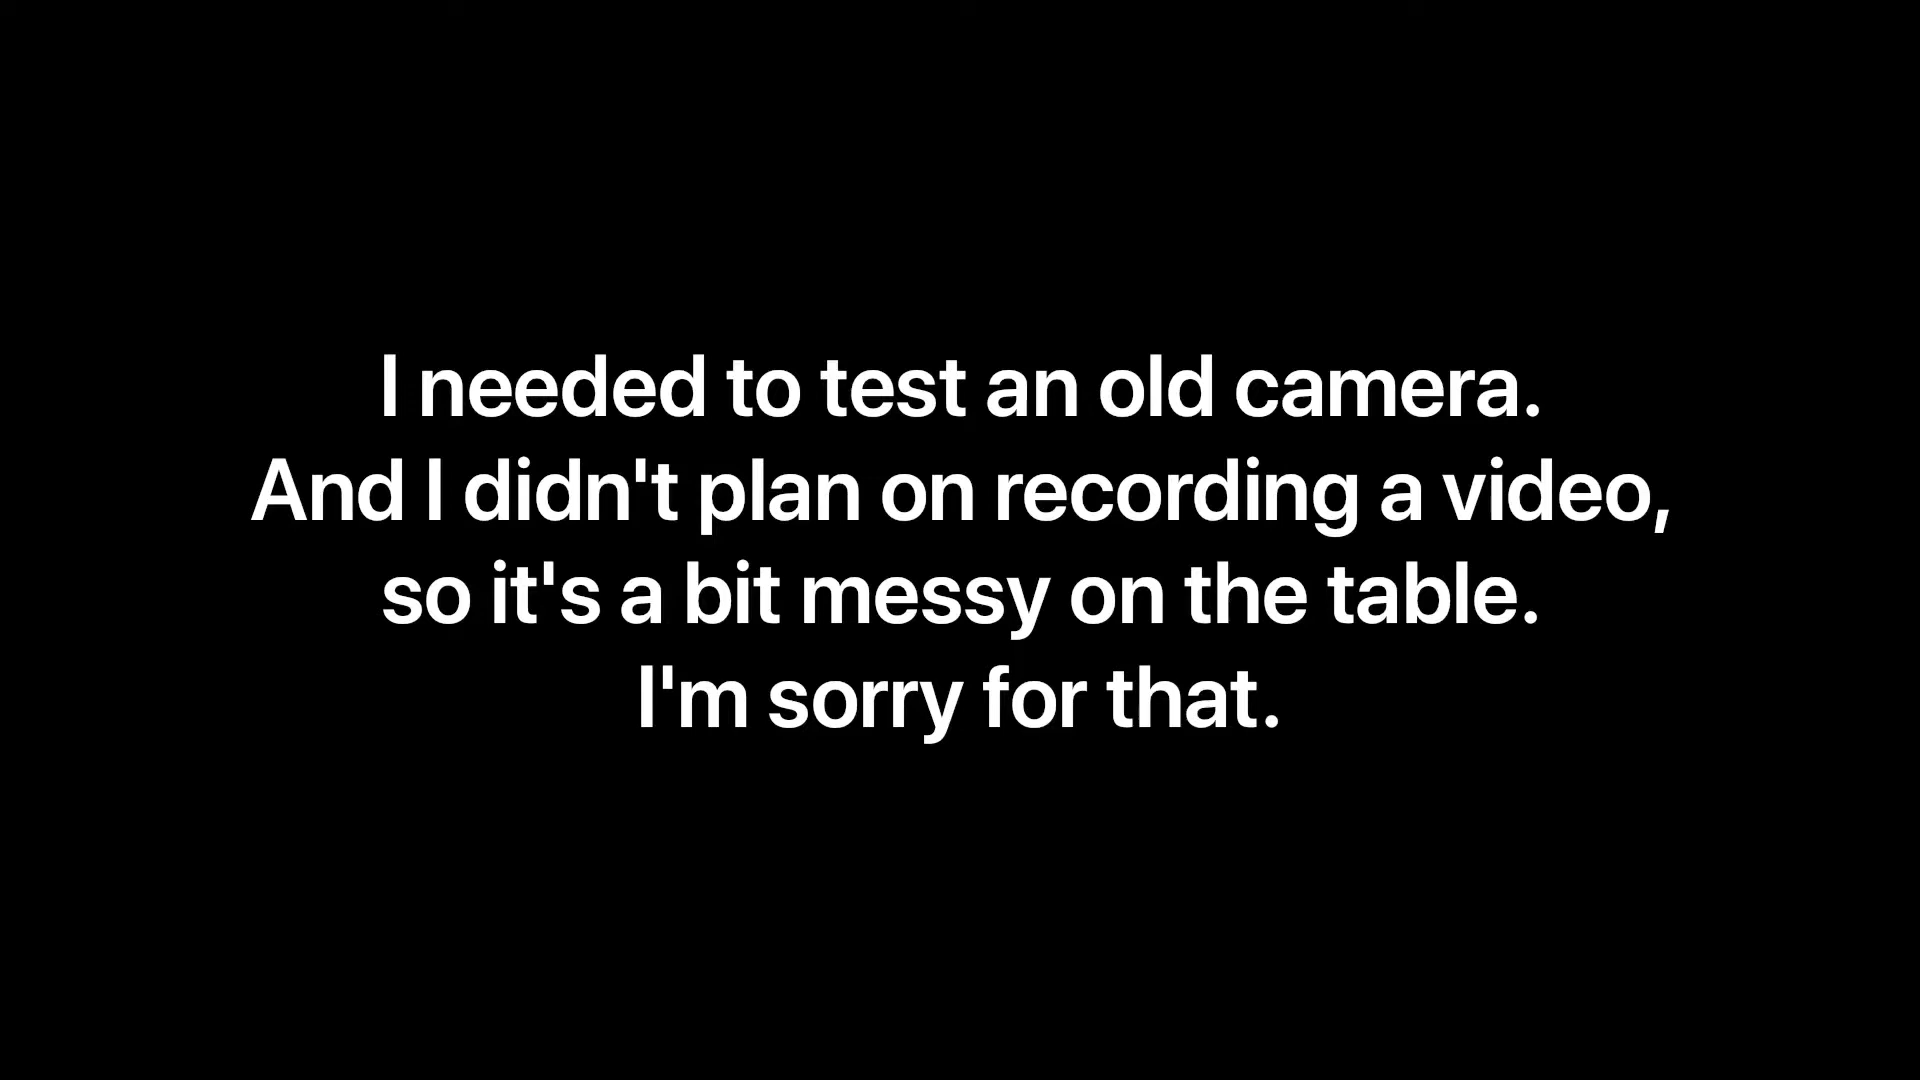 I needed to test an old camera.
And I didn't plan on recording a video,
so it's a bit messy on the table.
I'm sorry for that.